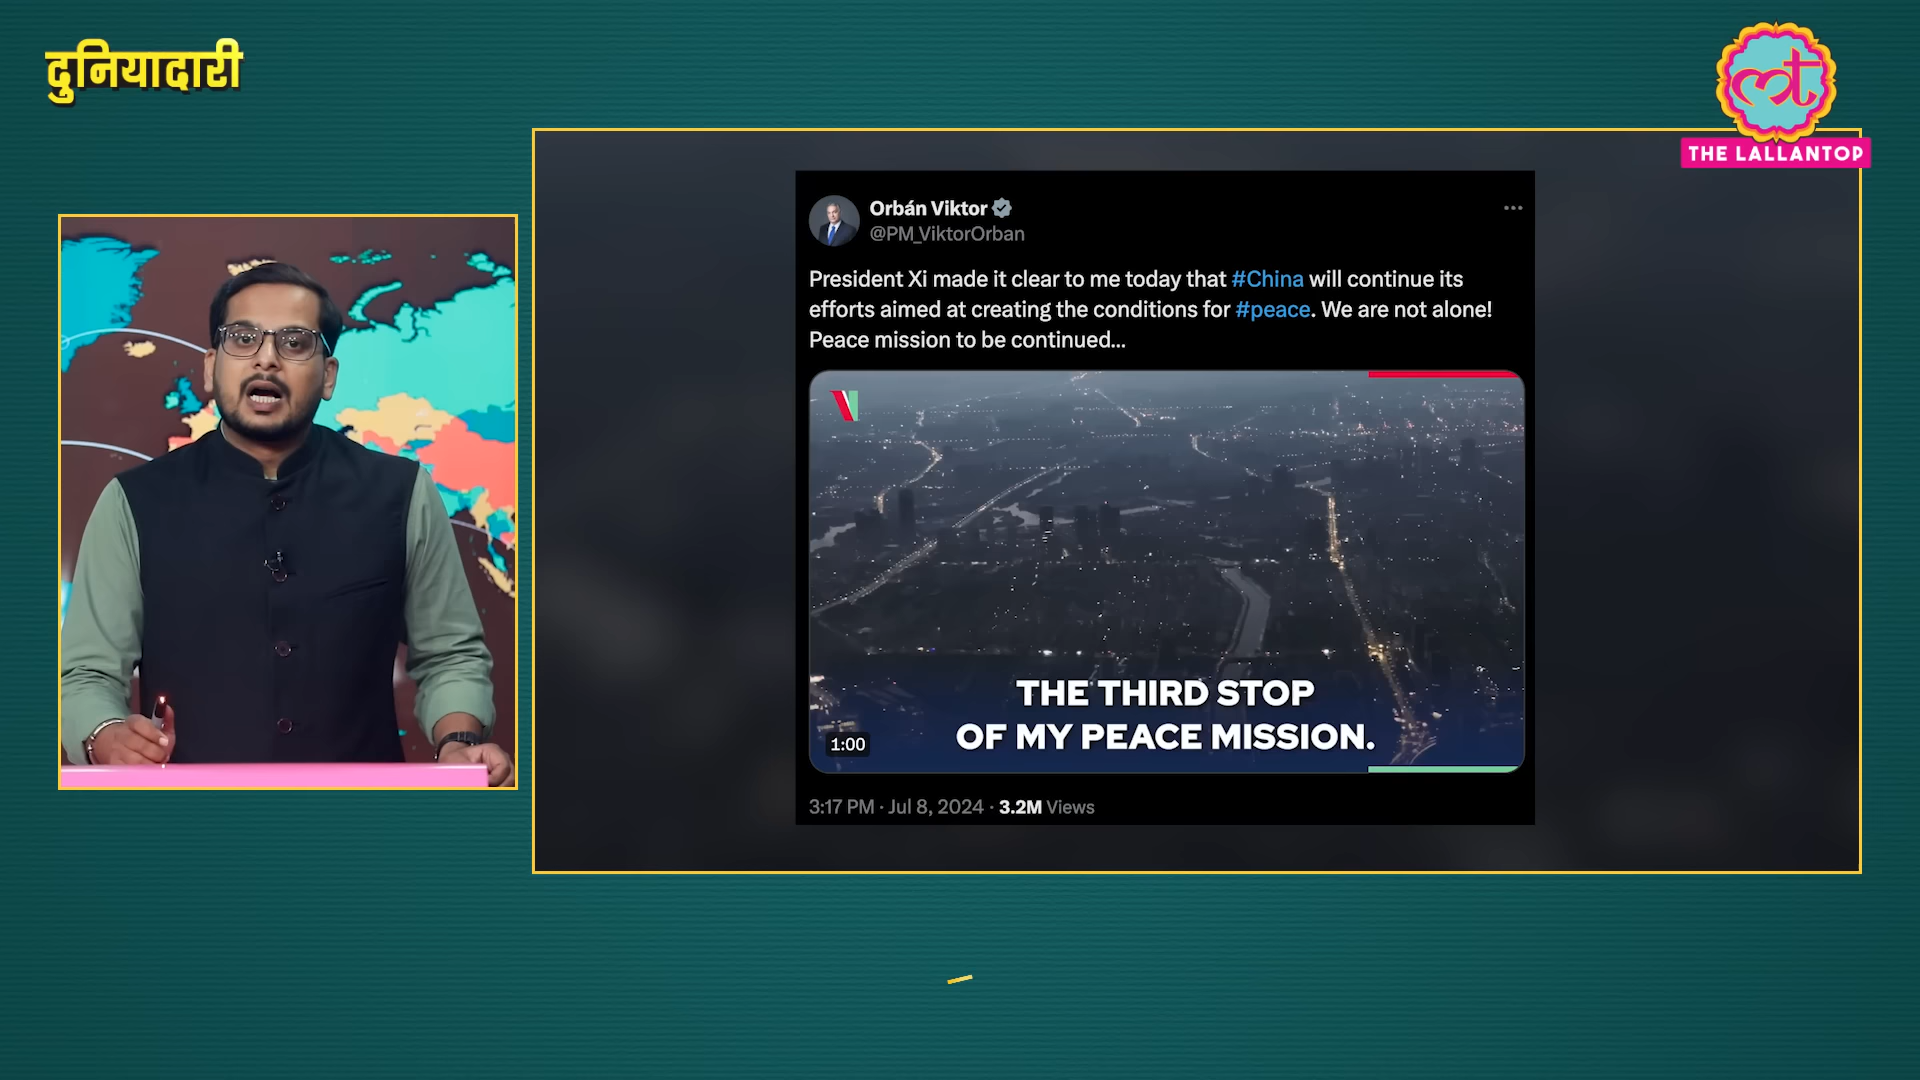 दुनियादारी
THE LALLANTOP
Orbán Viktor
@PM_ViktorOrban
President Xi made it clear to me today that #China will continue its
efforts aimed at creating the conditions for #peace. We are not alone!
Peace mission to be continued...
THE THIRD STOP
OF MY PEACE MISSION.
1:00
3:17 PM · Jul 8, 2024 · 3.2M Views